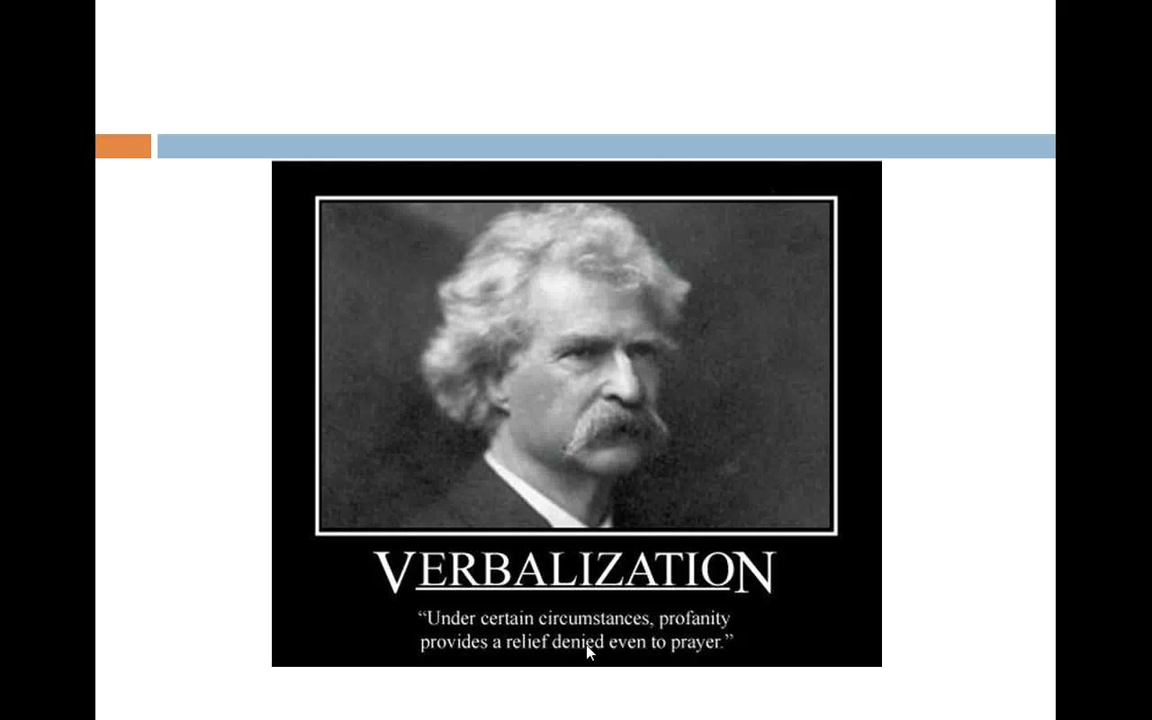 VERBALIZATION
“Under certain circumstances, profanity
provides a relief denied even to prayer.”